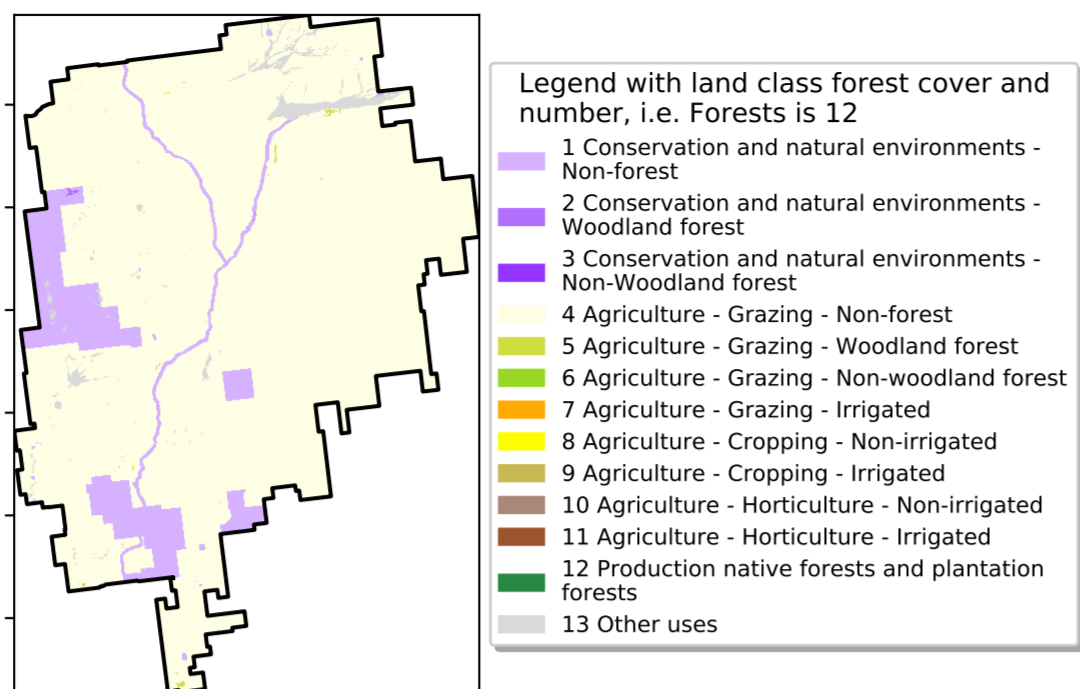 Legend with land class forest cover and
number, i.e. Forests is 12
1 Conservation and natural environments -
Non-forest
2 Conservation and natural environments -
Woodland forest
3 Conservation and natural environments -
Non-Woodland forest
4 Agriculture - Grazing - Non-forest
5 Agriculture - Grazing - Woodland forest
6 Agriculture - Grazing - Non-woodland forest
7 Agriculture - Grazing - Irrigated
8 Agriculture - Cropping - Non-irrigated
9 Agriculture - Cropping - Irrigated
10 Agriculture - Horticulture - Non-irrigated
11 Agriculture - Horticulture - Irrigated
12 Production native forests and plantation
forests
13 Other uses